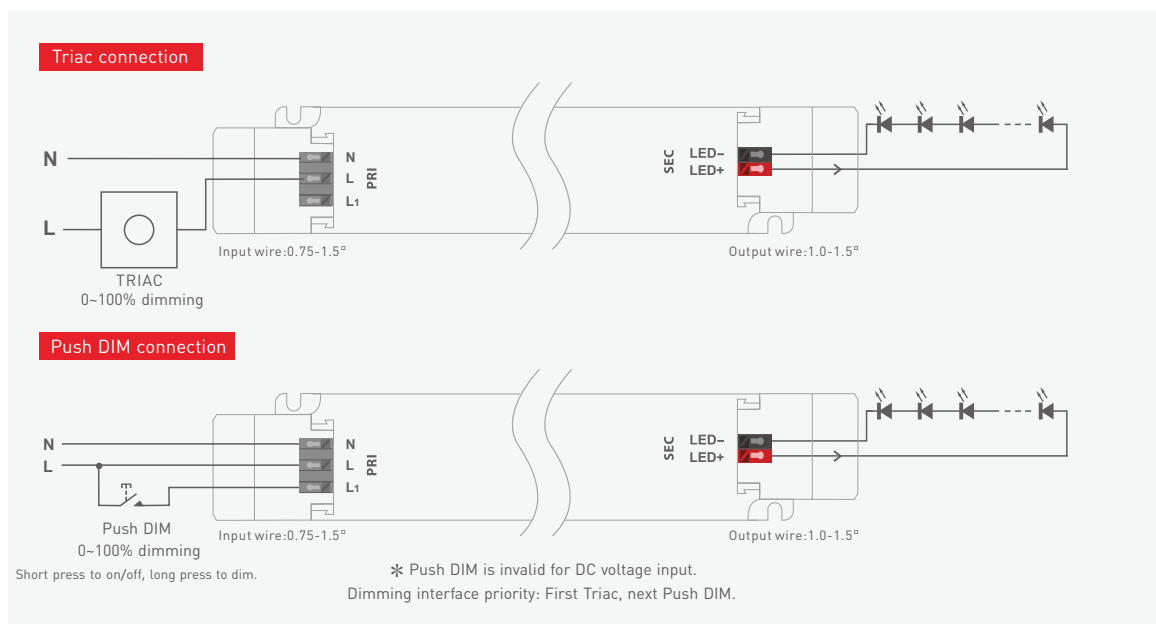 Triac connection
N
L
TRIAC
0~100% dimming
N
L
L1
PRI
Input wire:0.75-1.5¤
SEC
LED−
LED+
Output wire:1.0-1.5¤
Push DIM connection
N
L
Push DIM
0~100% dimming
Short press to on/off, long press to dim.
N
L
L1
PRI
Input wire:0.75-1.5¤
SEC
LED−
LED+
Output wire:1.0-1.5¤
✻ Push DIM is invalid for DC voltage input.
Dimming interface priority: First Triac, next Push DIM.